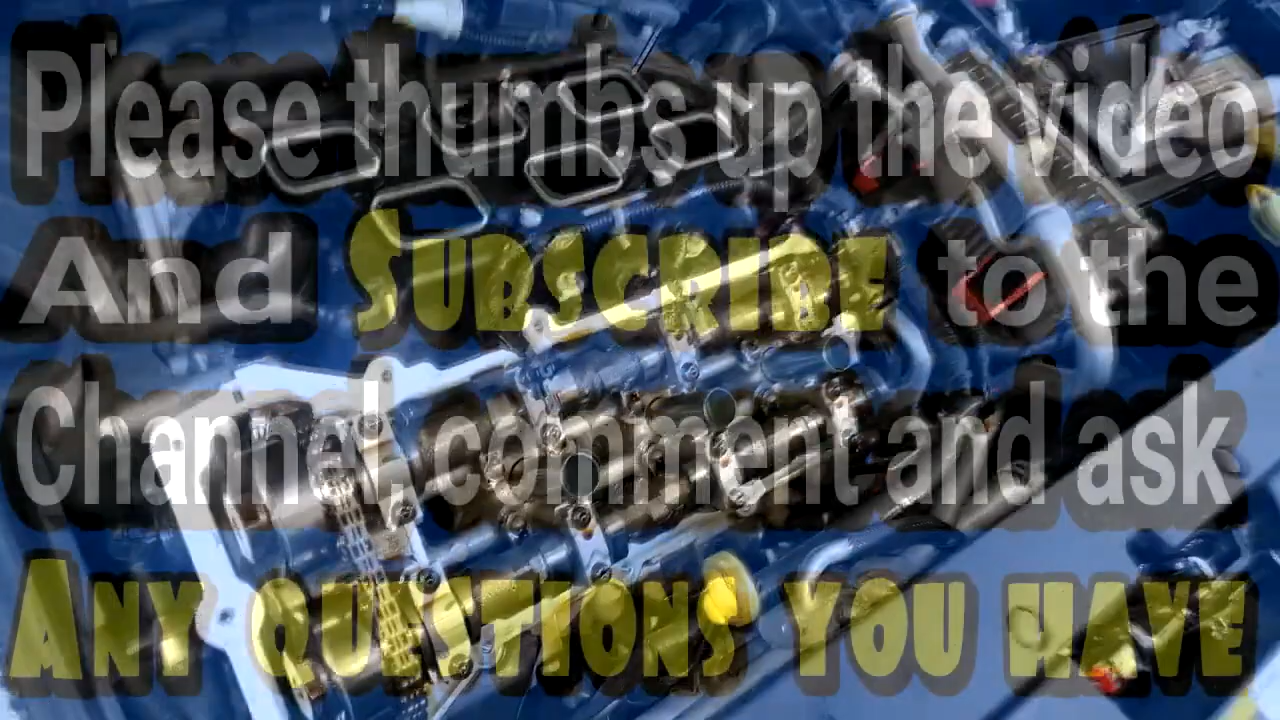 Please thumbs up the video
And SUBSCRIBE to the
Channel, comment and ask
ANY QUESTIONS YOU HAVE